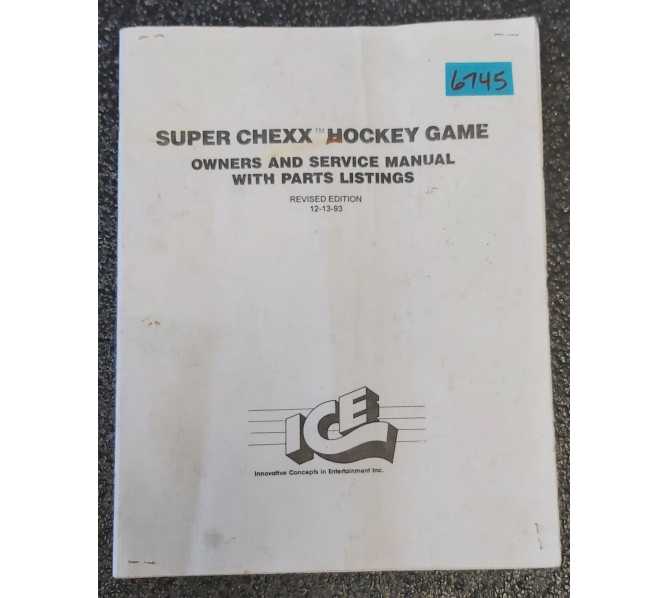 6745
SUPER CHEXX™ HOCKEY GAME
OWNERS AND SERVICE MANUAL
WITH PARTS LISTINGS
REVISED EDITION
12-13-93
ICE
Innovative Concepts in Entertainment Inc.